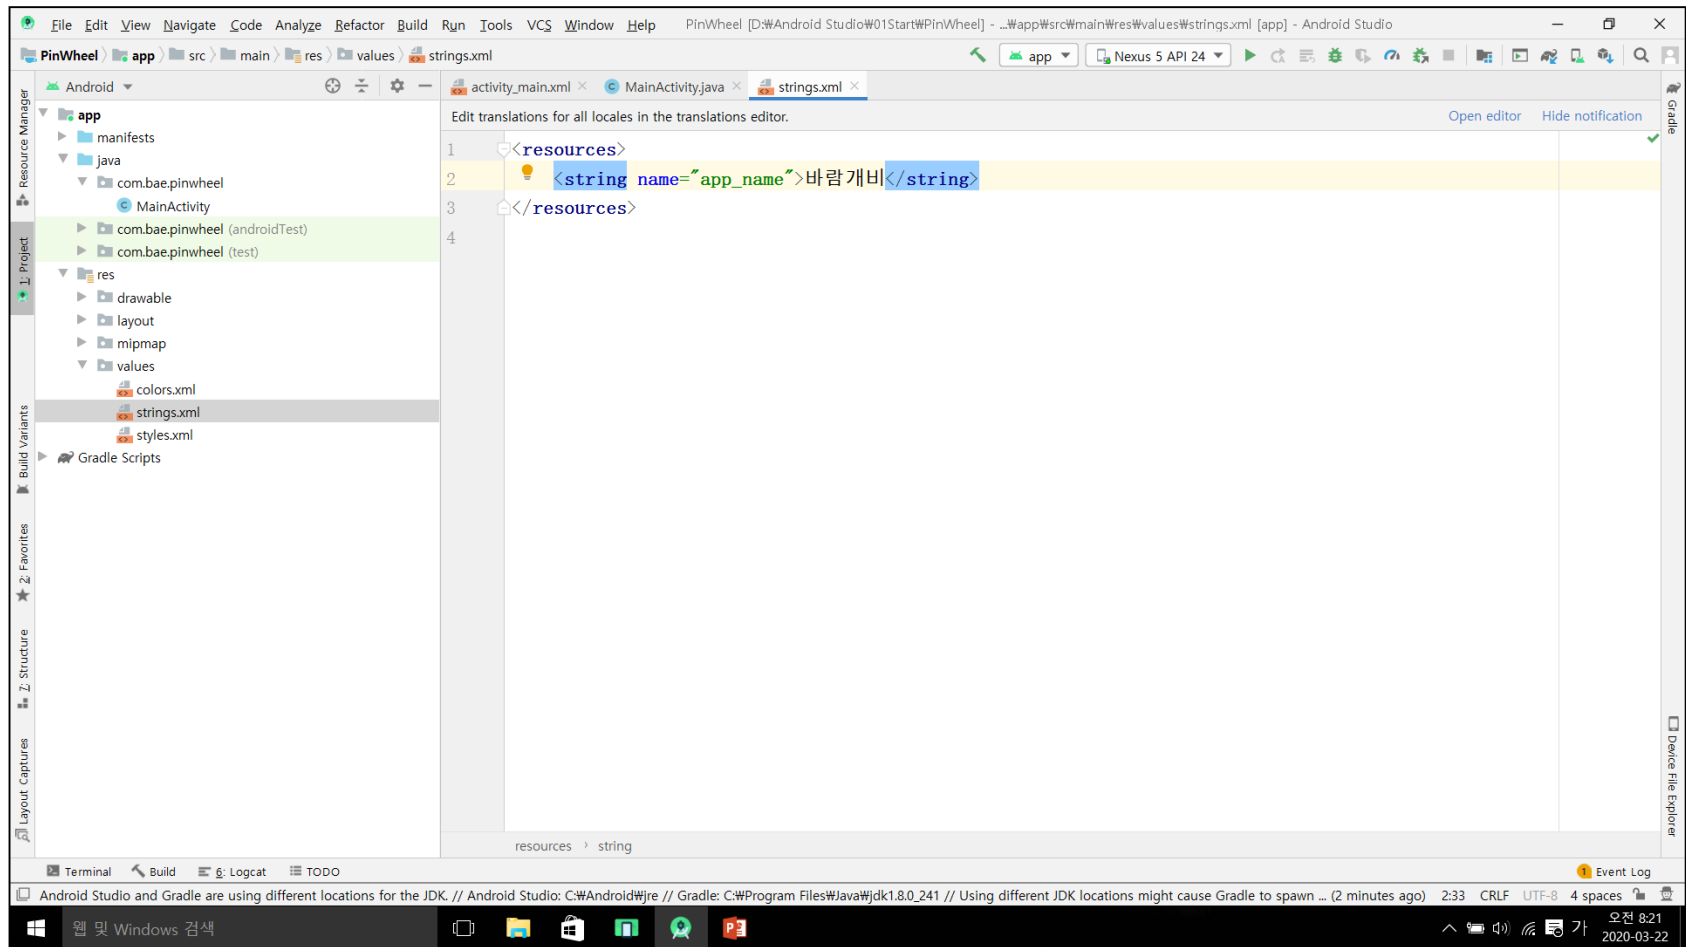 File Edit View Navigate Code Analyze Refactor Build Run Tools VCS Window Help PinWheel [D:₩Android Studio₩01Start₩PinWheel] - ...₩app₩src₩main₩res₩values₩strings.xml [app] - Android Studio
PinWheel app src main res values strings.xml app Nexus 5 API 24
Android activity_main.xml MainActivity.java strings.xml
Edit translations for all locales in the translations editor. Open editor Hide notification
Resource Manager
1: Project
Build Variants
2: Favorites
Z: Structure
Layout Captures
app
manifests
java
com.bae.pinwheel
MainActivity
com.bae.pinwheel (androidTest)
com.bae.pinwheel (test)
res
drawable
layout
mipmap
values
colors.xml
strings.xml
styles.xml
Gradle Scripts
1 <resources>
2 <string name="app_name">바람개비</string>
3 </resources>
4
Gradle
Device File Explorer
resources › string
Terminal Build 6: Logcat TODO 1 Event Log
Android Studio and Gradle are using different locations for the JDK. // Android Studio: C:₩Android₩jre // Gradle: C:₩Program Files₩Java₩jdk1.8.0_241 // Using different JDK locations might cause Gradle to spawn ... (2 minutes ago) 2:33 CRLF UTF-8 4 spaces
웹 및 Windows 검색 가 오전 8:21
2020-03-22